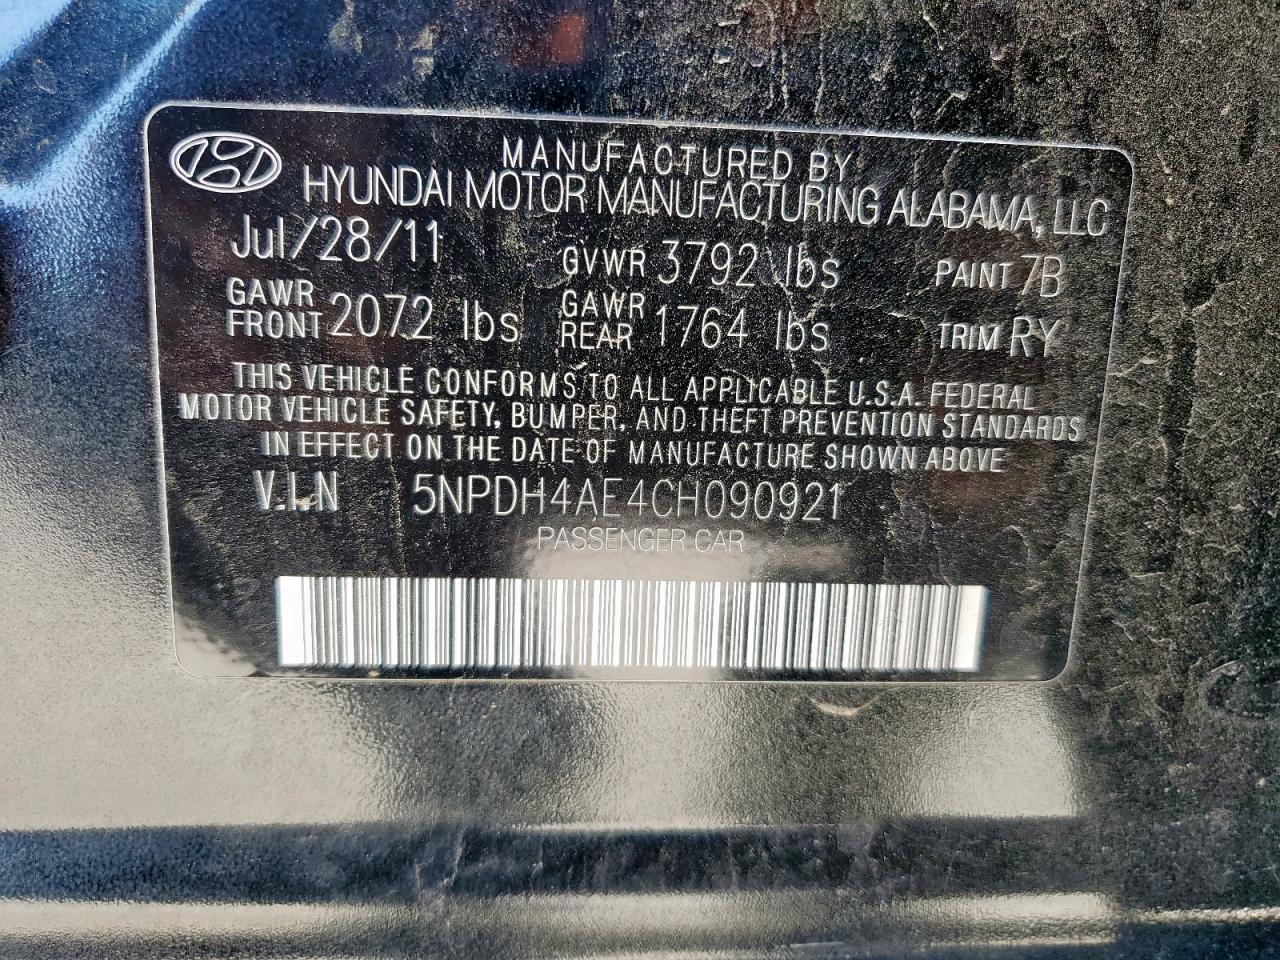 MANUFACTURED BY
HYUNDAI MOTOR MANUFACTURING ALABAMA, LLC
Jul/28/11 GVWR 3792 lbs PAINT 7B
GAWR FRONT 2072 lbs GAWR REAR 1764 lbs TRIM RY
THIS VEHICLE CONFORMS TO ALL APPLICABLE U.S.A. FEDERAL
MOTOR VEHICLE SAFETY, BUMPER, AND THEFT PREVENTION STANDARDS
IN EFFECT ON THE DATE OF MANUFACTURE SHOWN ABOVE
V.I.N 5NPDH4AE4CH090921
PASSENGER CAR